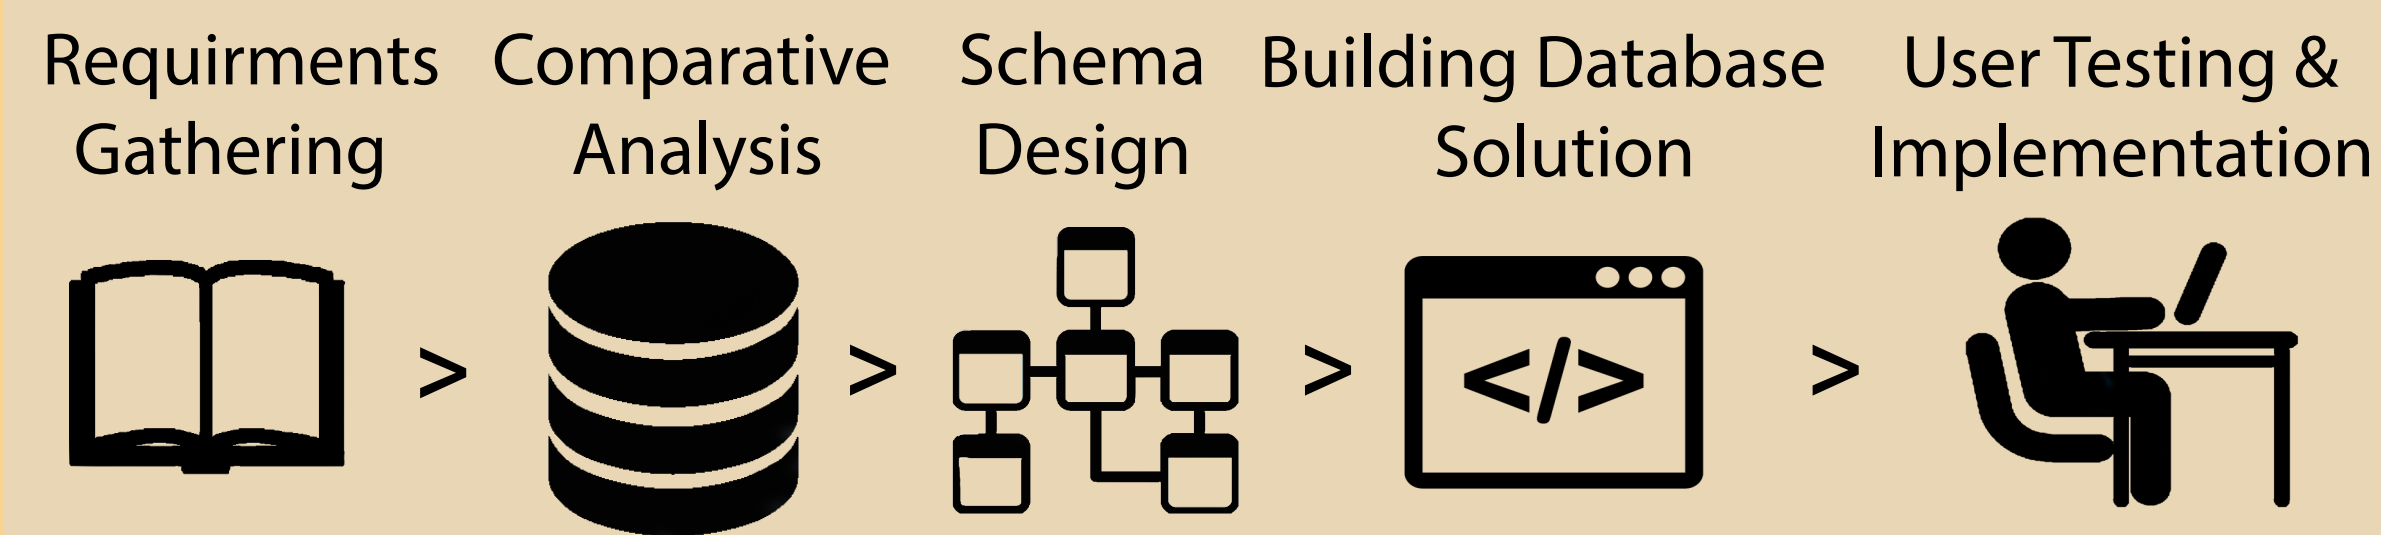 Requirments
Gathering
Comparative
Analysis
Schema
Design
Building Database
Solution
User Testing &
Implementation
>
>
>
</>
>